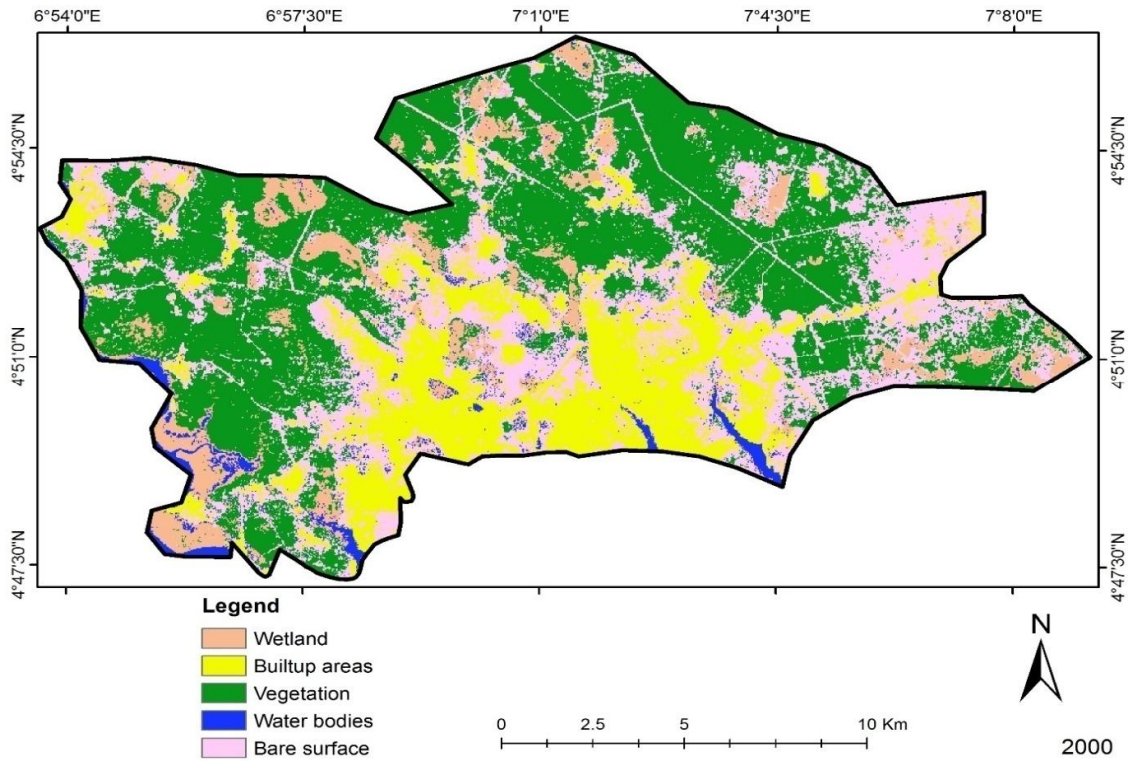 6°54'0"E 6°57'30"E 7°1'0"E 7°4'30"E 7°8'0"E
4°54'30"N 4°54'30"N
4°51'0"N 4°51'0"N
4°47'30"N 4°47'30"N
Legend
Wetland
Builtup areas
Vegetation
Water bodies
Bare surface
N
0 2.5 5 10 Km
2000